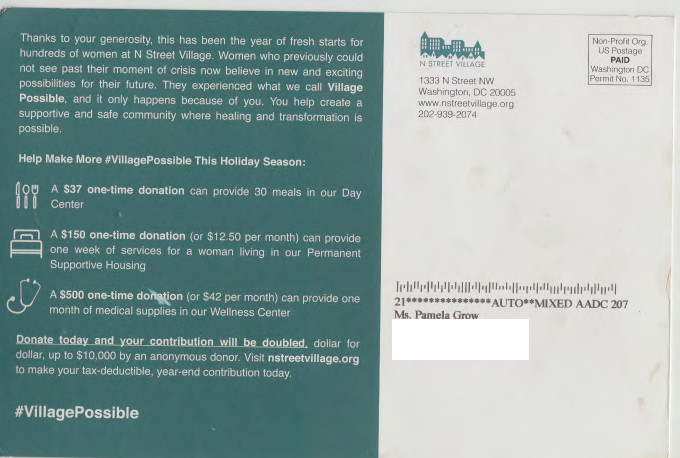 Thanks to your generosity, this has been the year of fresh starts for
hundreds of women at N Street Village. Women who previously could
not see past their moment of crisis now believe in new and exciting
possibilities for their future. They experienced what we call Village
Possible, and it only happens because of you. You help create a
supportive and safe community where healing and transformation is
possible.
Help Make More #VillagePossible This Holiday Season:
A $37 one-time donation can provide 30 meals in our Day
Center
A $150 one-time donation (or $12.50 per month) can provide
one week of services for a woman living in our Permanent
Supportive Housing
A $500 one-time donation (or $42 per month) can provide one
month of medical supplies in our Wellness Center
Donate today and your contribution will be doubled, dollar for
dollar, up to $10,000 by an anonymous donor. Visit nstreetvillage.org
to make your tax-deductible, year-end contribution today.
#VillagePossible
N STREET VILLAGE
1333 N Street NW
Washington, DC 20005
www.nstreetvillage.org
202-939-2074
Non-Profit Org.
US Postage
PAID
Washington DC
Permit No. 1135
21***************AUTO**MIXED AADC 207
Ms. Pamela Grow